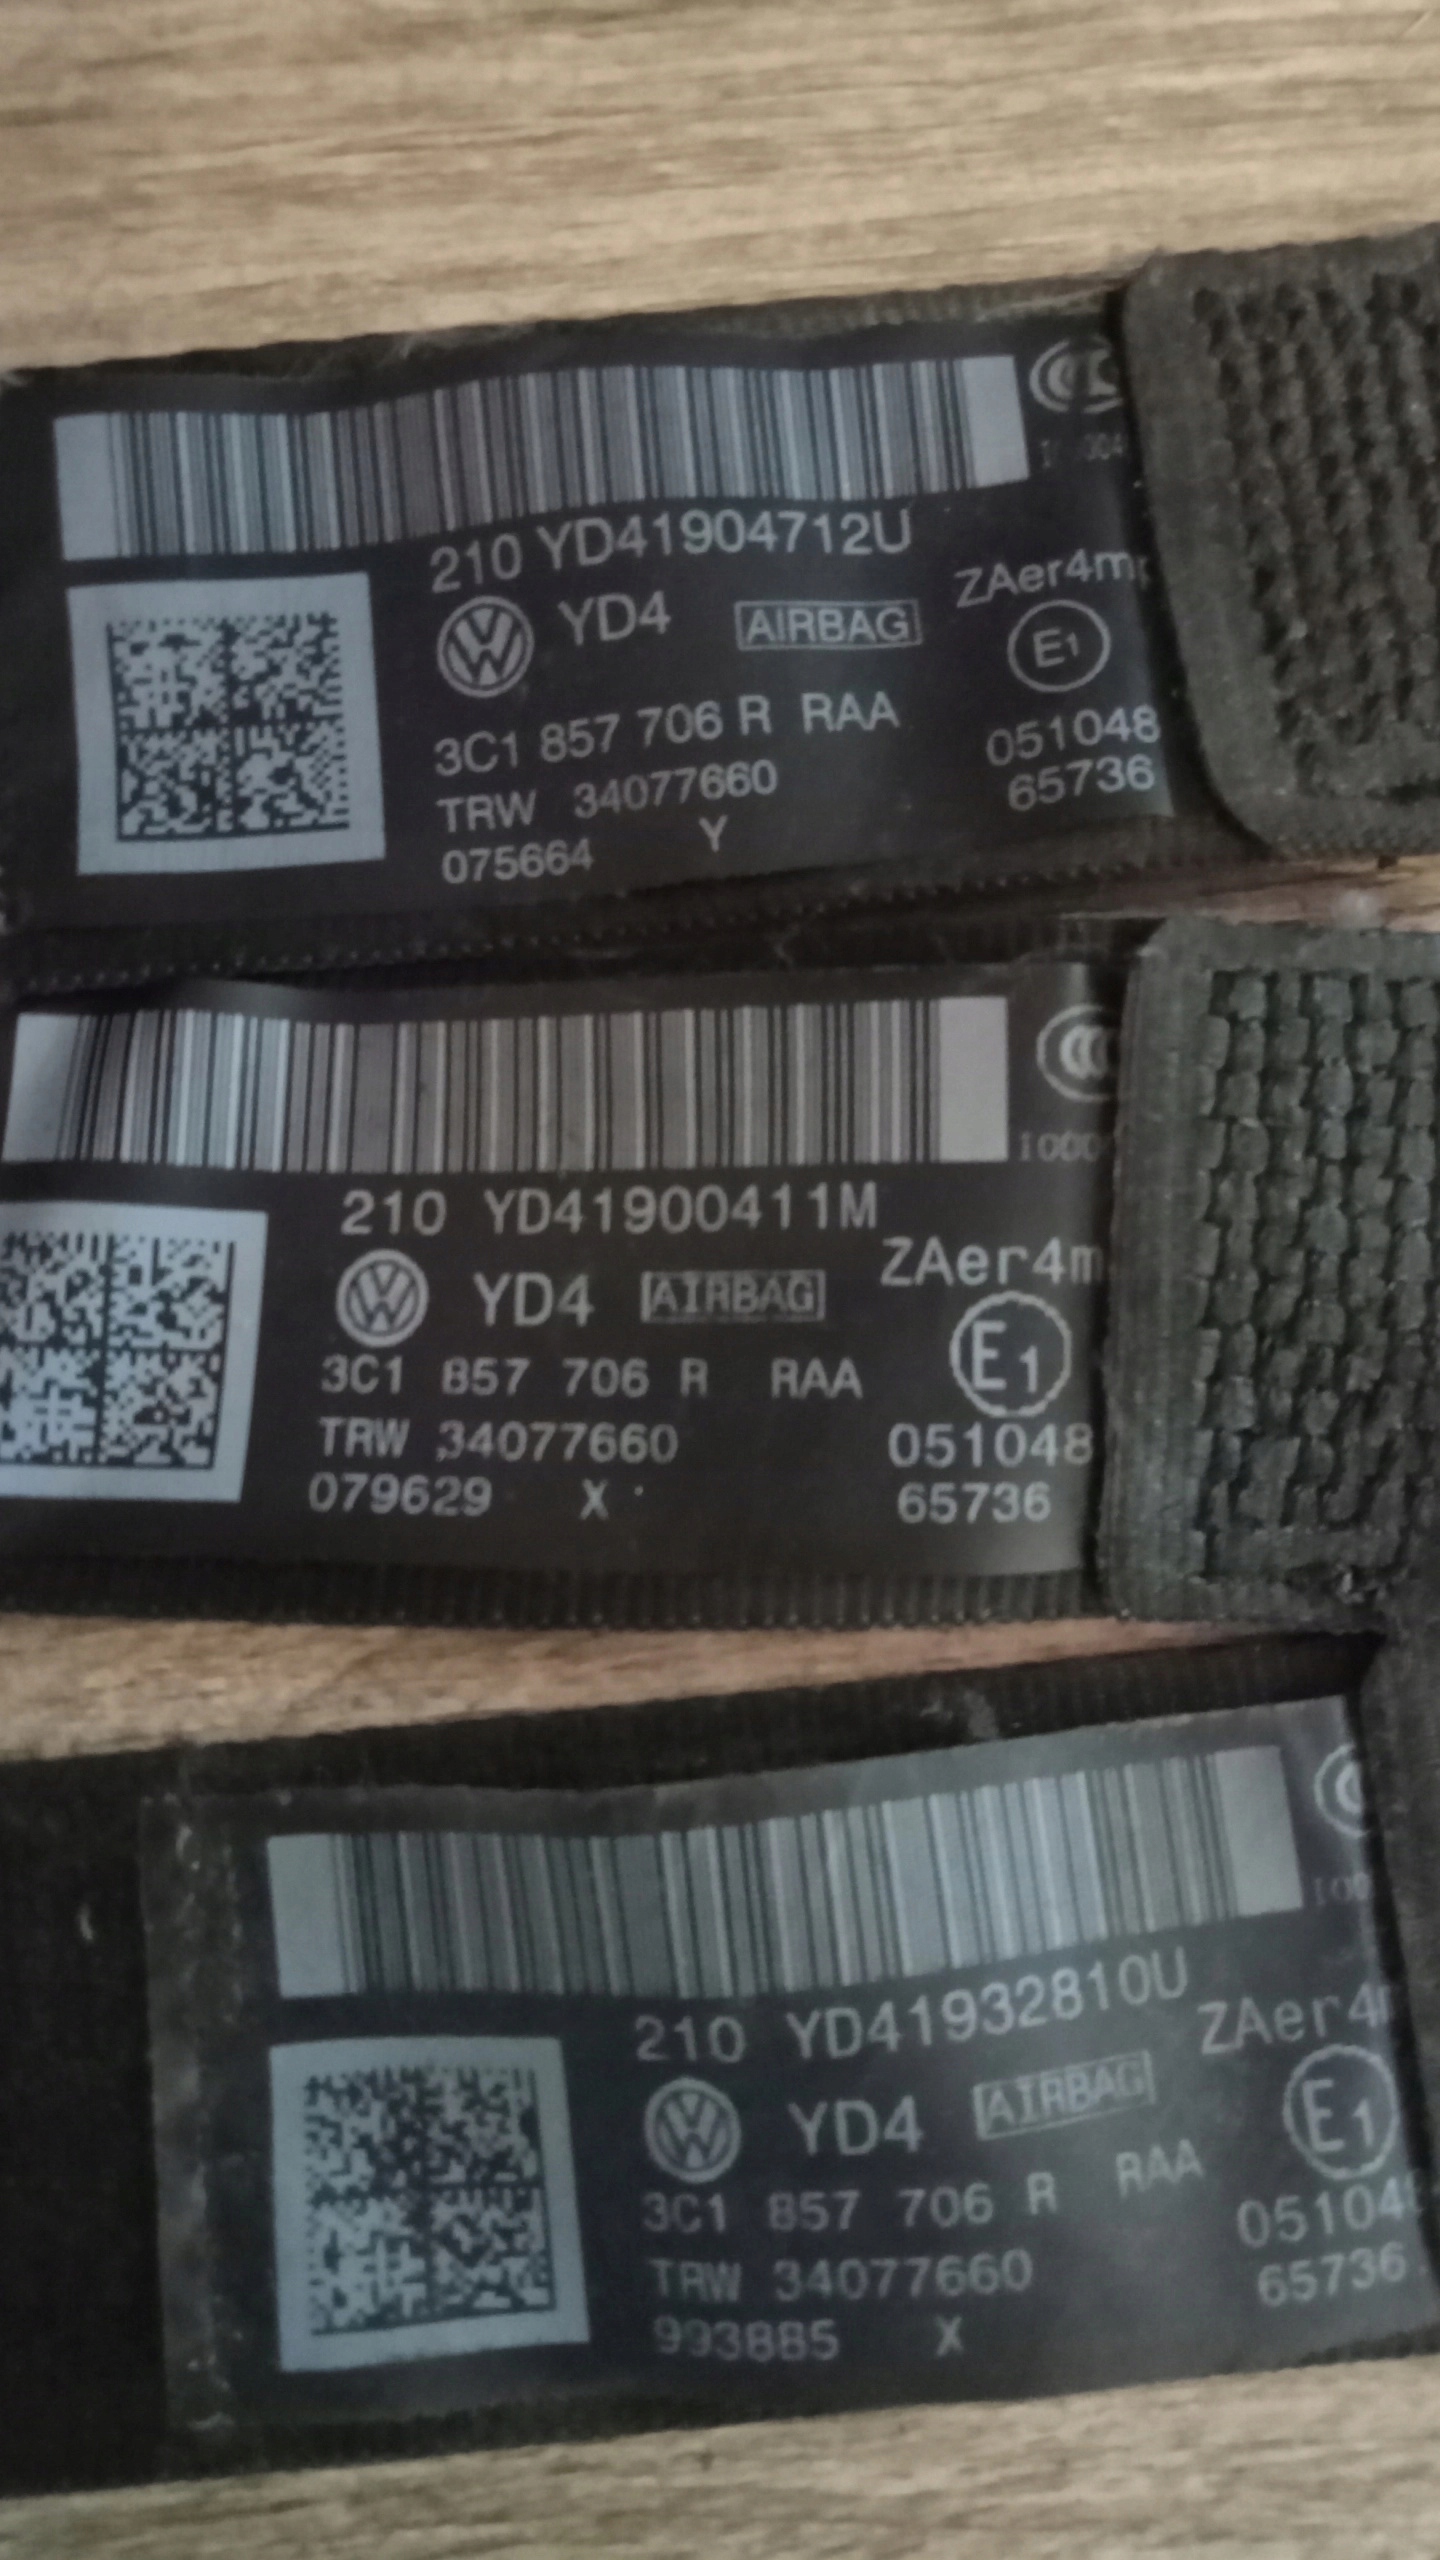 210 YD41904712U
YD4 AIRBAG
ZAer4m
E1
3C1 857 706 R RAA
051048
TRW 34077660
65736
075664 Y
210 YD41900411M
YD4 AIRBAG
ZAer4m
E1
3C1 857 706 R RAA
TRW 34077660
051048
079629 X
65736
210 YD41932810U
YD4 AIRBAG
ZAer4
E1
3C1 857 706 R RAA
05104
TRW 34077660
65736
993885 X